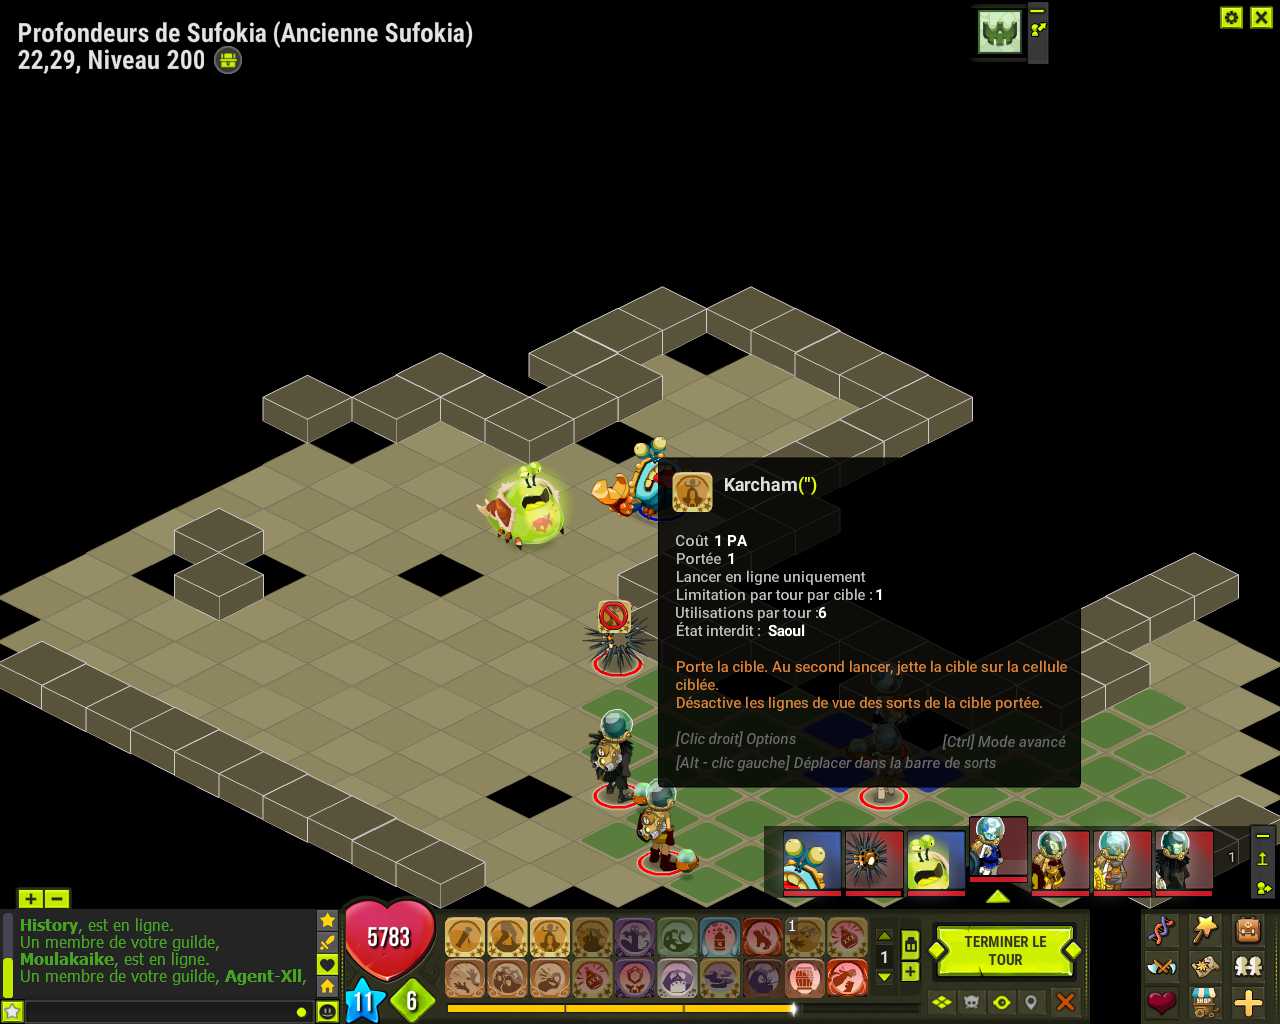 Profondeurs de Sufokia (Ancienne Sufokia)
22,29, Niveau 200
Karcham(")
Coût 1 PA
Portée 1
Lancer en ligne uniquement
Limitation par tour par cible : 1
Utilisations par tour :6
État interdit : Saoul
Porte la cible. Au second lancer, jette la cible sur la cellule
ciblée.
Désactive les lignes de vue des sorts de la cible portée.
[Clic droit] Options
[Ctrl] Mode avancé
[Alt - clic gauche] Déplacer dans la barre de sorts
1
History, est en ligne.
Un membre de votre guilde,
Moulakaike, est en ligne.
Un membre de votre guilde, Agent-Xll,
5783
11
6
1
1
TERMINER LE
TOUR
SHOP